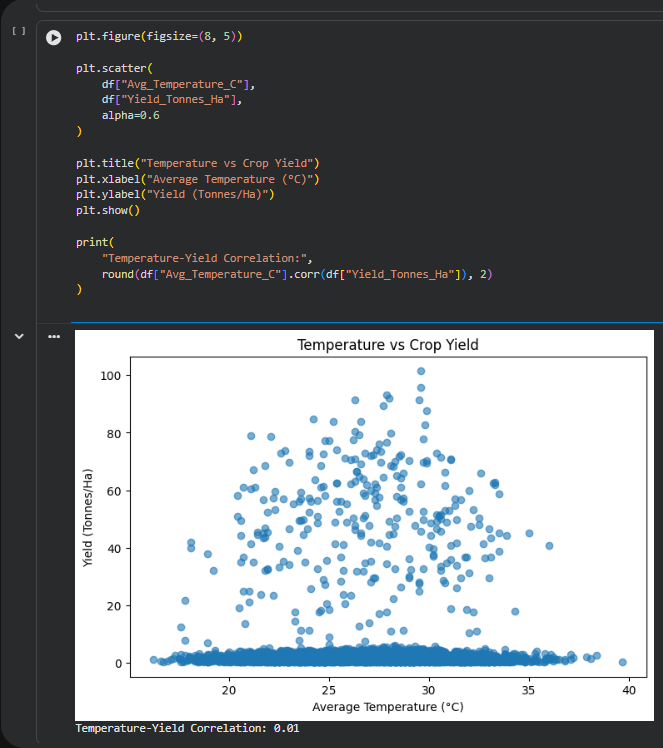 [ ]
plt.figure(figsize=(8, 5))
plt.scatter(
df["Avg_Temperature_C"],
df["Yield_Tonnes_Ha"],
alpha=0.6
)
plt.title("Temperature vs Crop Yield")
plt.xlabel("Average Temperature (°C)")
plt.ylabel("Yield (Tonnes/Ha)")
plt.show()
print(
"Temperature-Yield Correlation:",
round(df["Avg_Temperature_C"].corr(df["Yield_Tonnes_Ha"]), 2)
)
Temperature vs Crop Yield
Yield (Tonnes/Ha)
100
80
60
40
20
0
20 25 30 35 40
Average Temperature (°C)
Temperature-Yield Correlation: 0.01